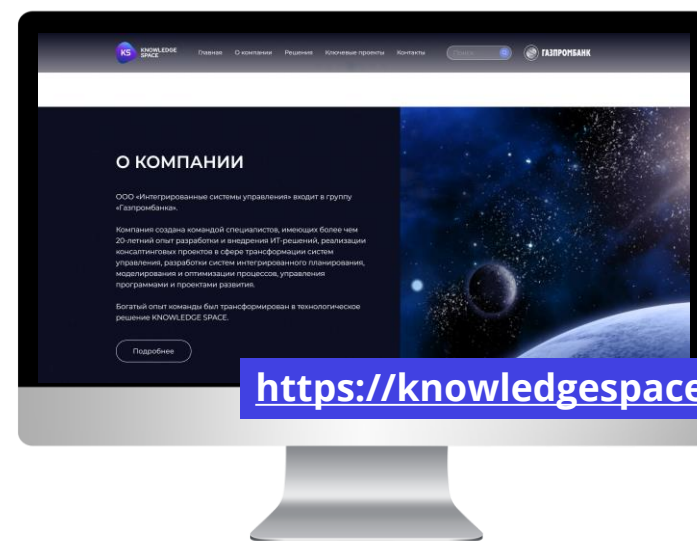 KS KNOWLEDGE SPACE Главная О компании Решения Ключевые проекты Контакты Поиск ГАЗПРОМБАНК
О КОМПАНИИ
ООО «Интегрированные системы управления» входит в группу
«Газпромбанка».
Компания создана командой специалистов, имеющих более чем
20-летний опыт разработки и внедрения ИТ-решений, реализации
консалтинговых проектов в сфере трансформации систем
управления, разработки систем интегрированного планирования,
моделирования и оптимизации процессов, управления
программами и проектами развития.
Богатый опыт команды был трансформирован в технологическое
решение KNOWLEDGE SPACE.
Подробнее
https://knowledgespace